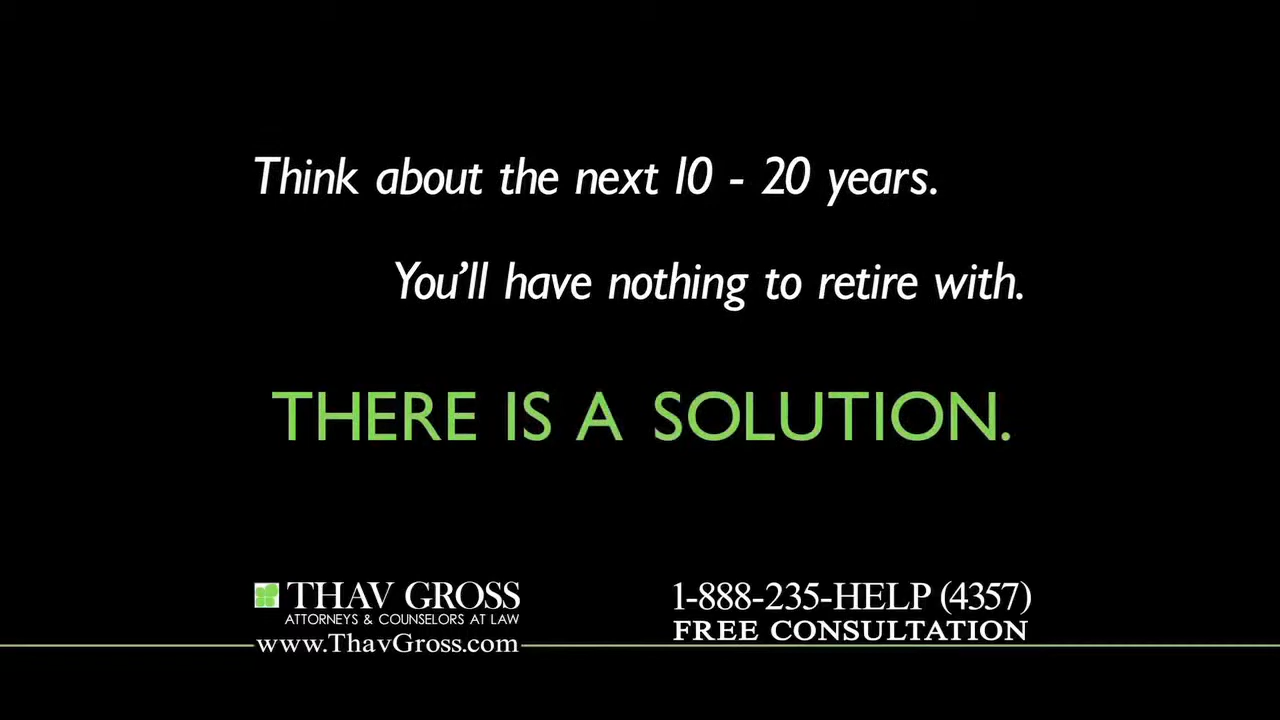 Think about the next 10 - 20 years.
You'll have nothing to retire with.
THERE IS A SOLUTION.
THAV GROSS
ATTORNEYS & COUNSELORS AT LAW
www.ThavGross.com
1-888-235-HELP (4357)
FREE CONSULTATION